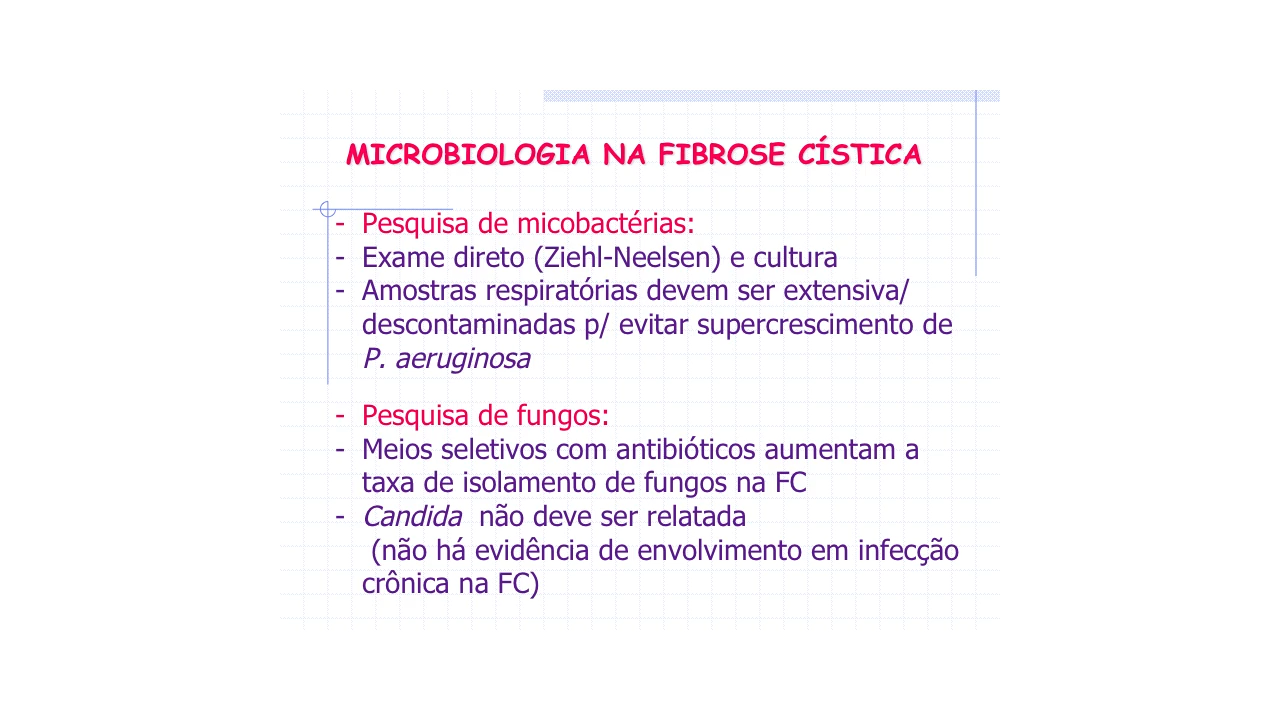 MICROBIOLOGIA NA FIBROSE CÍSTICA
- Pesquisa de micobactérias:
- Exame direto (Ziehl-Neelsen) e cultura
- Amostras respiratórias devem ser extensiva/
descontaminadas p/ evitar supercrescimento de
P. aeruginosa
- Pesquisa de fungos:
- Meios seletivos com antibióticos aumentam a
taxa de isolamento de fungos na FC
- Candida não deve ser relatada
(não há evidência de envolvimento em infecção
crônica na FC)